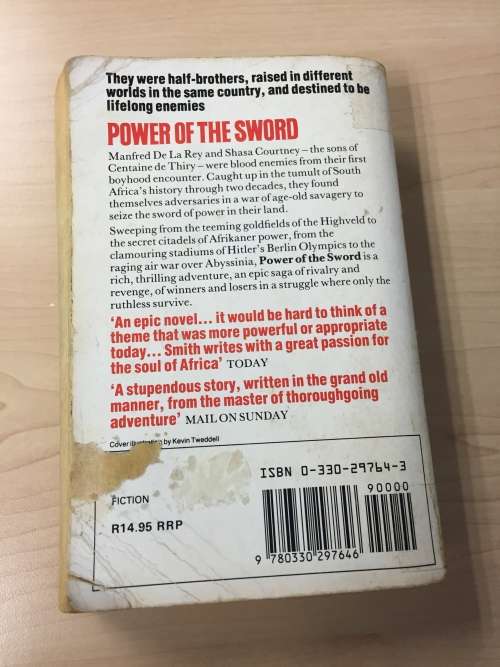 They were half-brothers, raised in different
worlds in the same country, and destined to be
lifelong enemies
POWER OF THE SWORD
Manfred De La Rey and Shasa Courtney – the sons of
Centaine de Thiry – were blood enemies from their first
boyhood encounter. Caught up in the tumult of South
Africa's history through two decades, they found
themselves adversaries in a war of age-old savagery to
seize the sword of power in their land.
Sweeping from the teeming goldfields of the Highveld to
the secret citadels of Afrikaner power, from the
clamouring stadiums of Hitler's Berlin Olympics to the
raging air war over Abyssinia, Power of the Sword is a
rich, thrilling adventure, an epic saga of rivalry and
revenge, of winners and losers in a struggle where only the
ruthless survive.
'An epic novel... it would be hard to think of a
theme that was more powerful or appropriate
today... Smith writes with a great passion for
the soul of Africa' TODAY
'A stupendous story, written in the grand old
manner, from the master of thoroughgoing
adventure' MAIL ON SUNDAY
Cover by Kevin Tweddell
FICTION
R14.95 RRP
ISBN 0-330-29764-3
90000
9 780330 297646